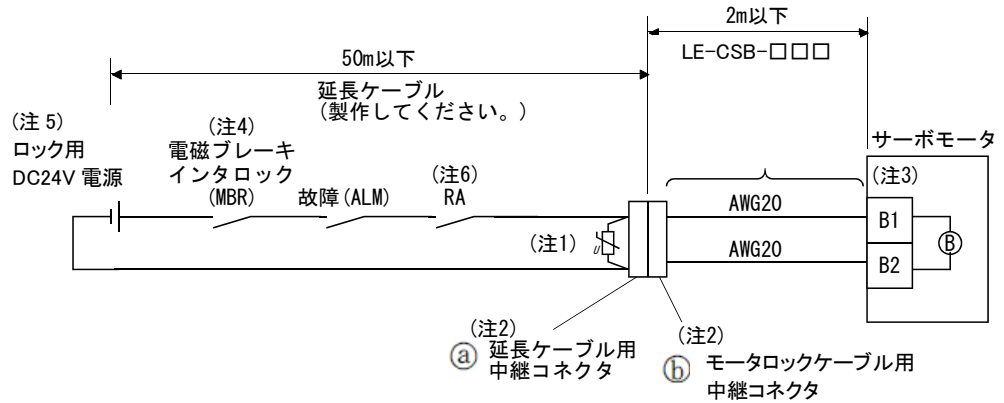 2m以下
50m以下
LE-CSB-□□□
延長ケーブル
(製作してください。)
(注 5)
ロック用
DC24V 電源
(注4)
電磁ブレーキ
インタロック
(MBR)
故障(ALM)
(注6)
RA
サーボモータ
(注3)
AWG20
B1
(注1)
U
AWG20
B2
B
(注2)
ⓐ 延長ケーブル用
中継コネクタ
(注2)
ⓑ モータロックケーブル用
中継コネクタ